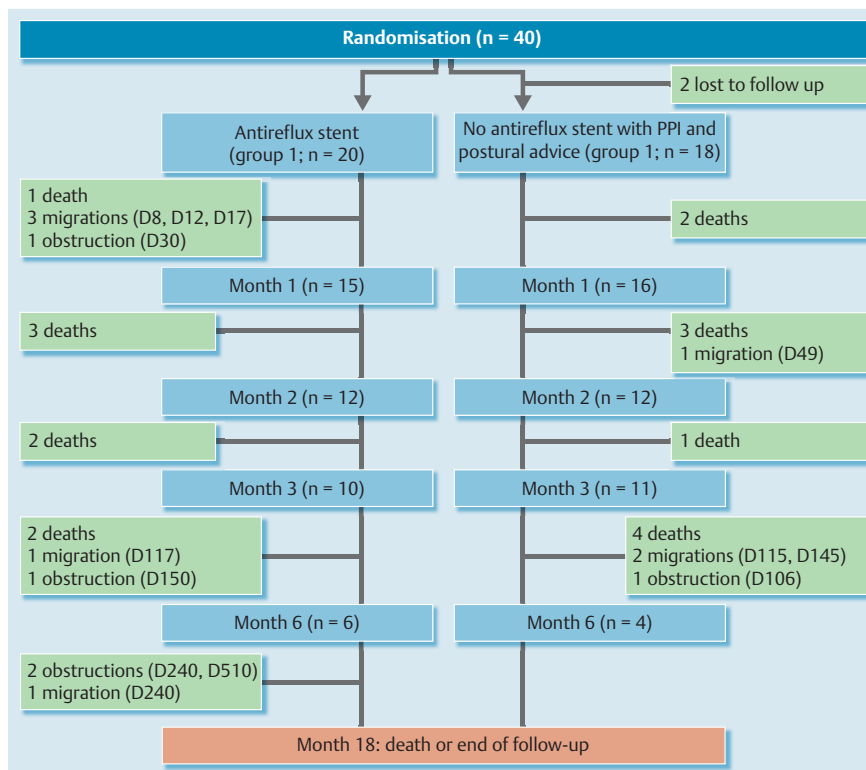 Randomisation (n = 40)
2 lost to follow up
Antireflux stent
(group 1; n = 20)
No antireflux stent with PPI and
postural advice (group 1; n = 18)
1 death
3 migrations (D8, D12, D17)
1 obstruction (D30)
2 deaths
Month 1 (n = 15)
Month 1 (n = 16)
3 deaths
3 deaths
1 migration (D49)
Month 2 (n = 12)
Month 2 (n = 12)
2 deaths
1 death
Month 3 (n = 10)
Month 3 (n = 11)
2 deaths
1 migration (D117)
1 obstruction (D150)
4 deaths
2 migrations (D115, D145)
1 obstruction (D106)
Month 6 (n = 6)
Month 6 (n = 4)
2 obstructions (D240, D510)
1 migration (D240)
Month 18: death or end of follow-up